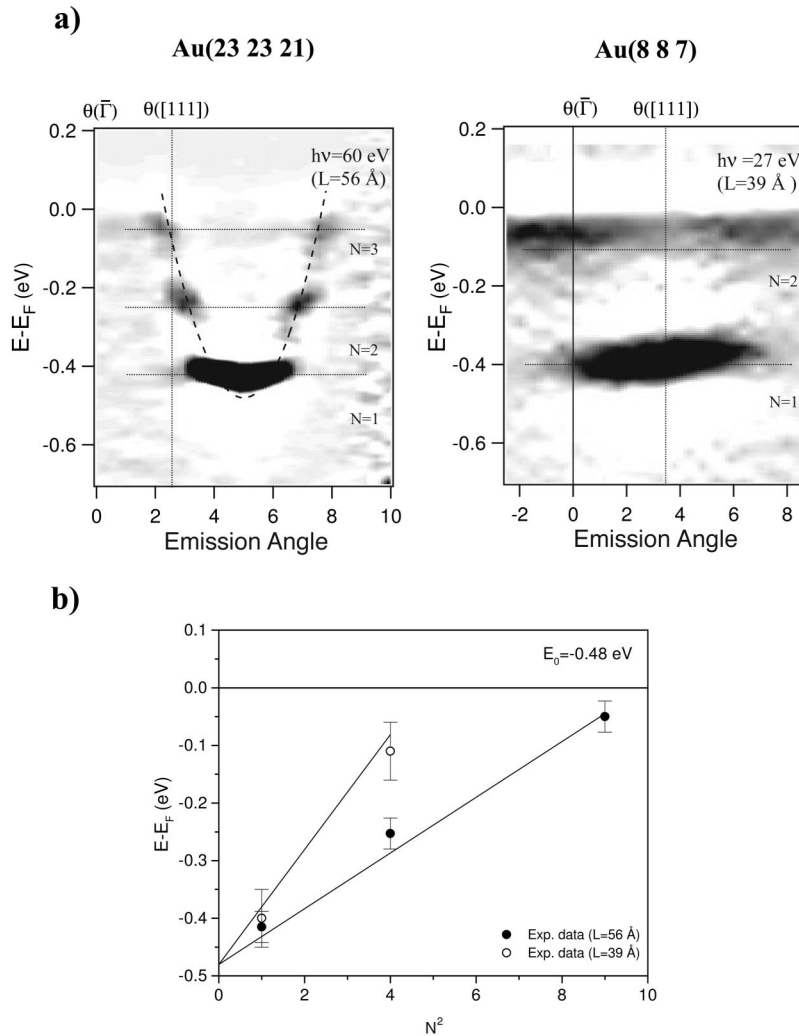 a)
Au(23 23 21)
Au(8 8 7)
θ(Γ̄) θ([111])
hν=60 eV
(L=56 Å)
E-E_F (eV)
0.2
0.0
-0.2
-0.4
-0.6
N=3
N=2
N=1
0 2 4 6 8 10
Emission Angle
θ(Γ̄) θ([111])
hν =27 eV
(L=39 Å )
E-E_F (eV)
0.2
0.0
-0.2
-0.4
-0.6
N=2
N=1
-2 0 2 4 6 8
Emission Angle
b)
E₀=-0.48 eV
E-E_F (eV)
0.1
0.0
-0.1
-0.2
-0.3
-0.4
-0.5
0 2 4 6 8 10
N²
Exp. data (L=56 Å)
Exp. data (L=39 Å)